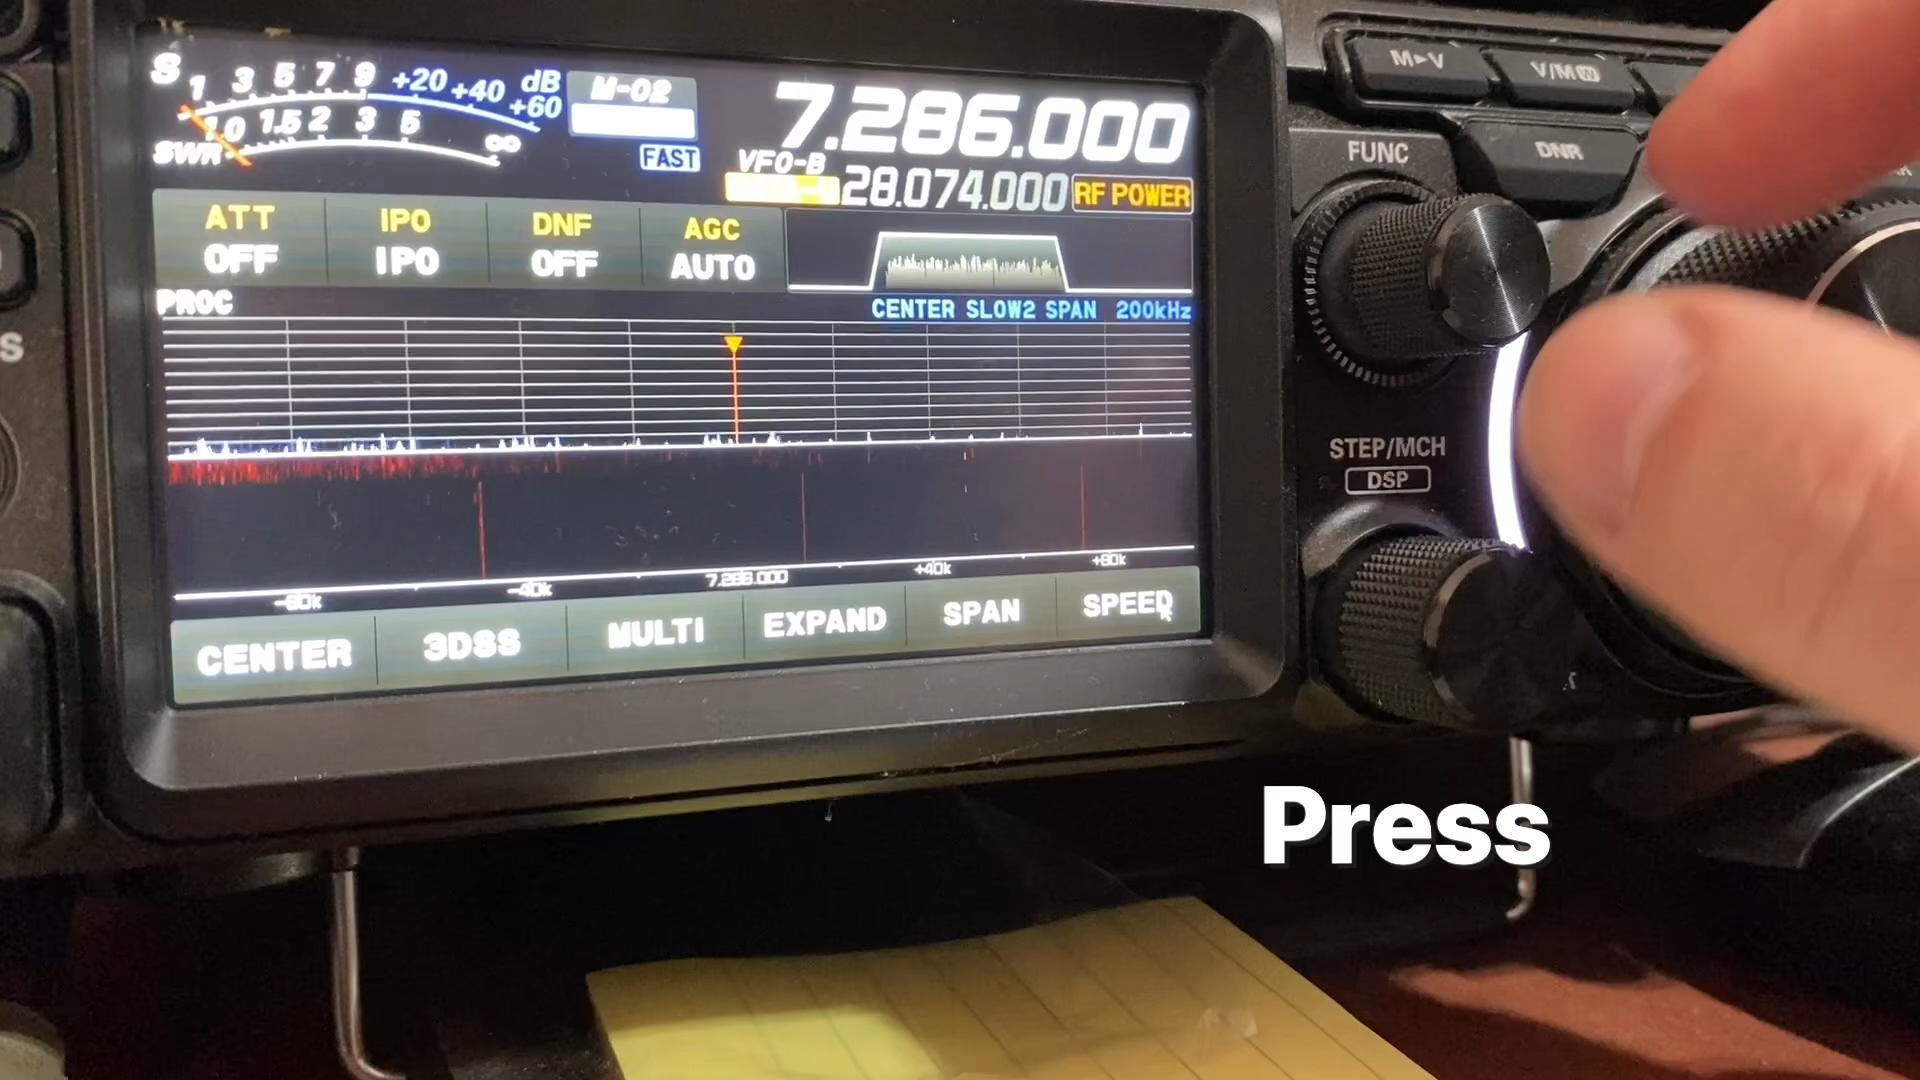 S 1 3 5 7 9 +20 +40 +60 dB
1.0 1.5 2 3 5 ∞
SWR
M-02
FAST
7.286.000
VFO-B
28.074.000 RF POWER
ATT IPO DNF AGC
OFF IPO OFF AUTO
PROC
CENTER SLOW2 SPAN 200kHz
-80k -40k 7.286.000 +40k +80k
CENTER 3DSS MULTI EXPAND SPAN SPEED
M►V V/M
DNR
FUNC
STEP/MCH
DSP
S
Press